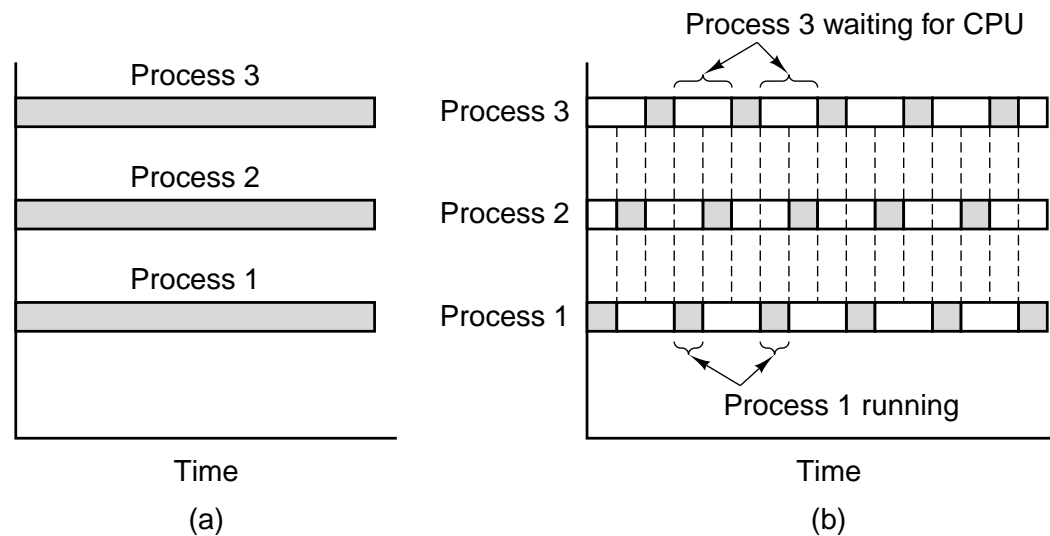 Process 3
Process 2
Process 1
Time
(a)
Process 3 waiting for CPU
Process 3
Process 2
Process 1
Process 1 running
Time
(b)